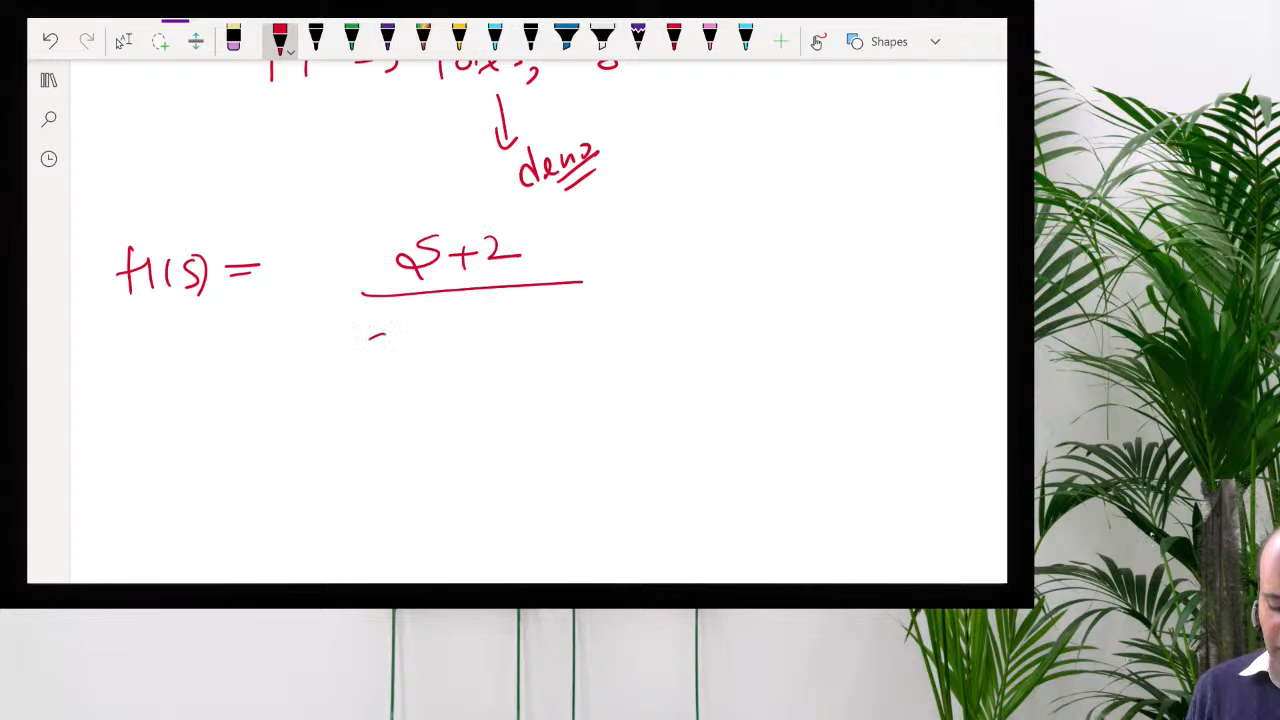 Shapes
deno
H(s) = S+2